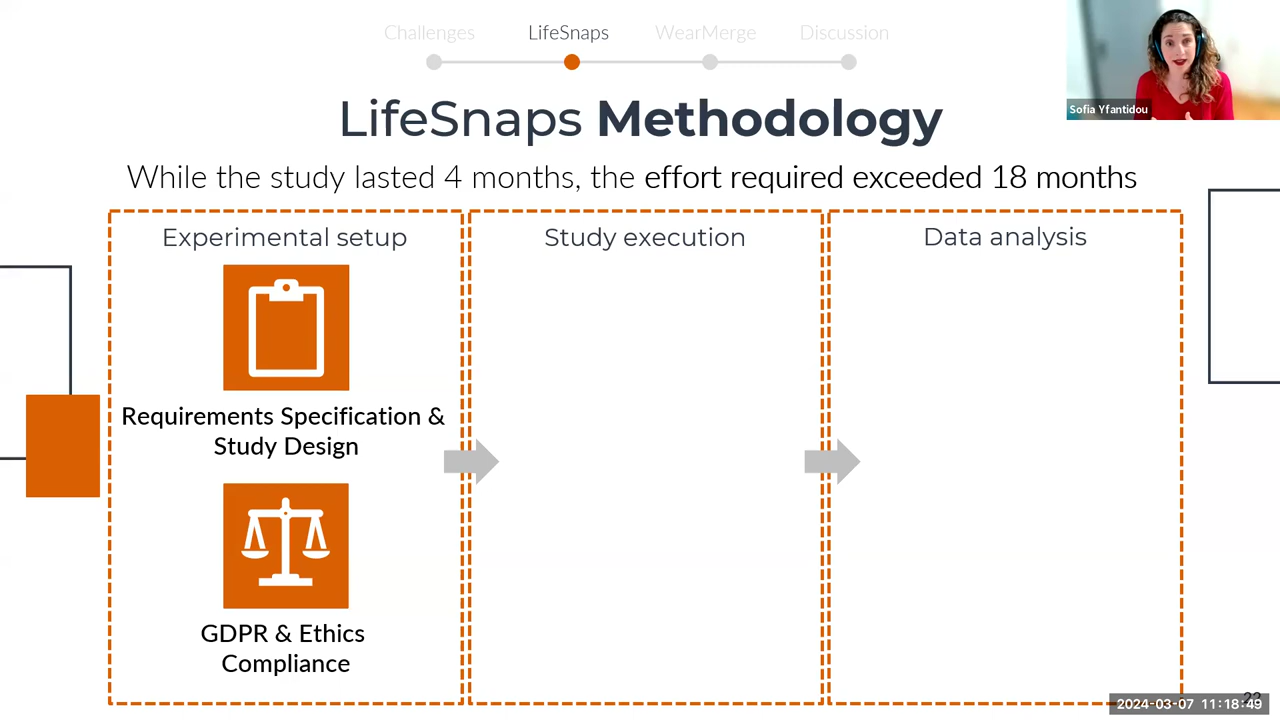 Challenges
LifeSnaps
WearMerge
Discussion
Sofia Yfantidou
LifeSnaps Methodology
While the study lasted 4 months, the effort required exceeded 18 months
Experimental setup
Requirements Specification &
Study Design
GDPR & Ethics
Compliance
Study execution
Data analysis
2024-03-07 11:18:49